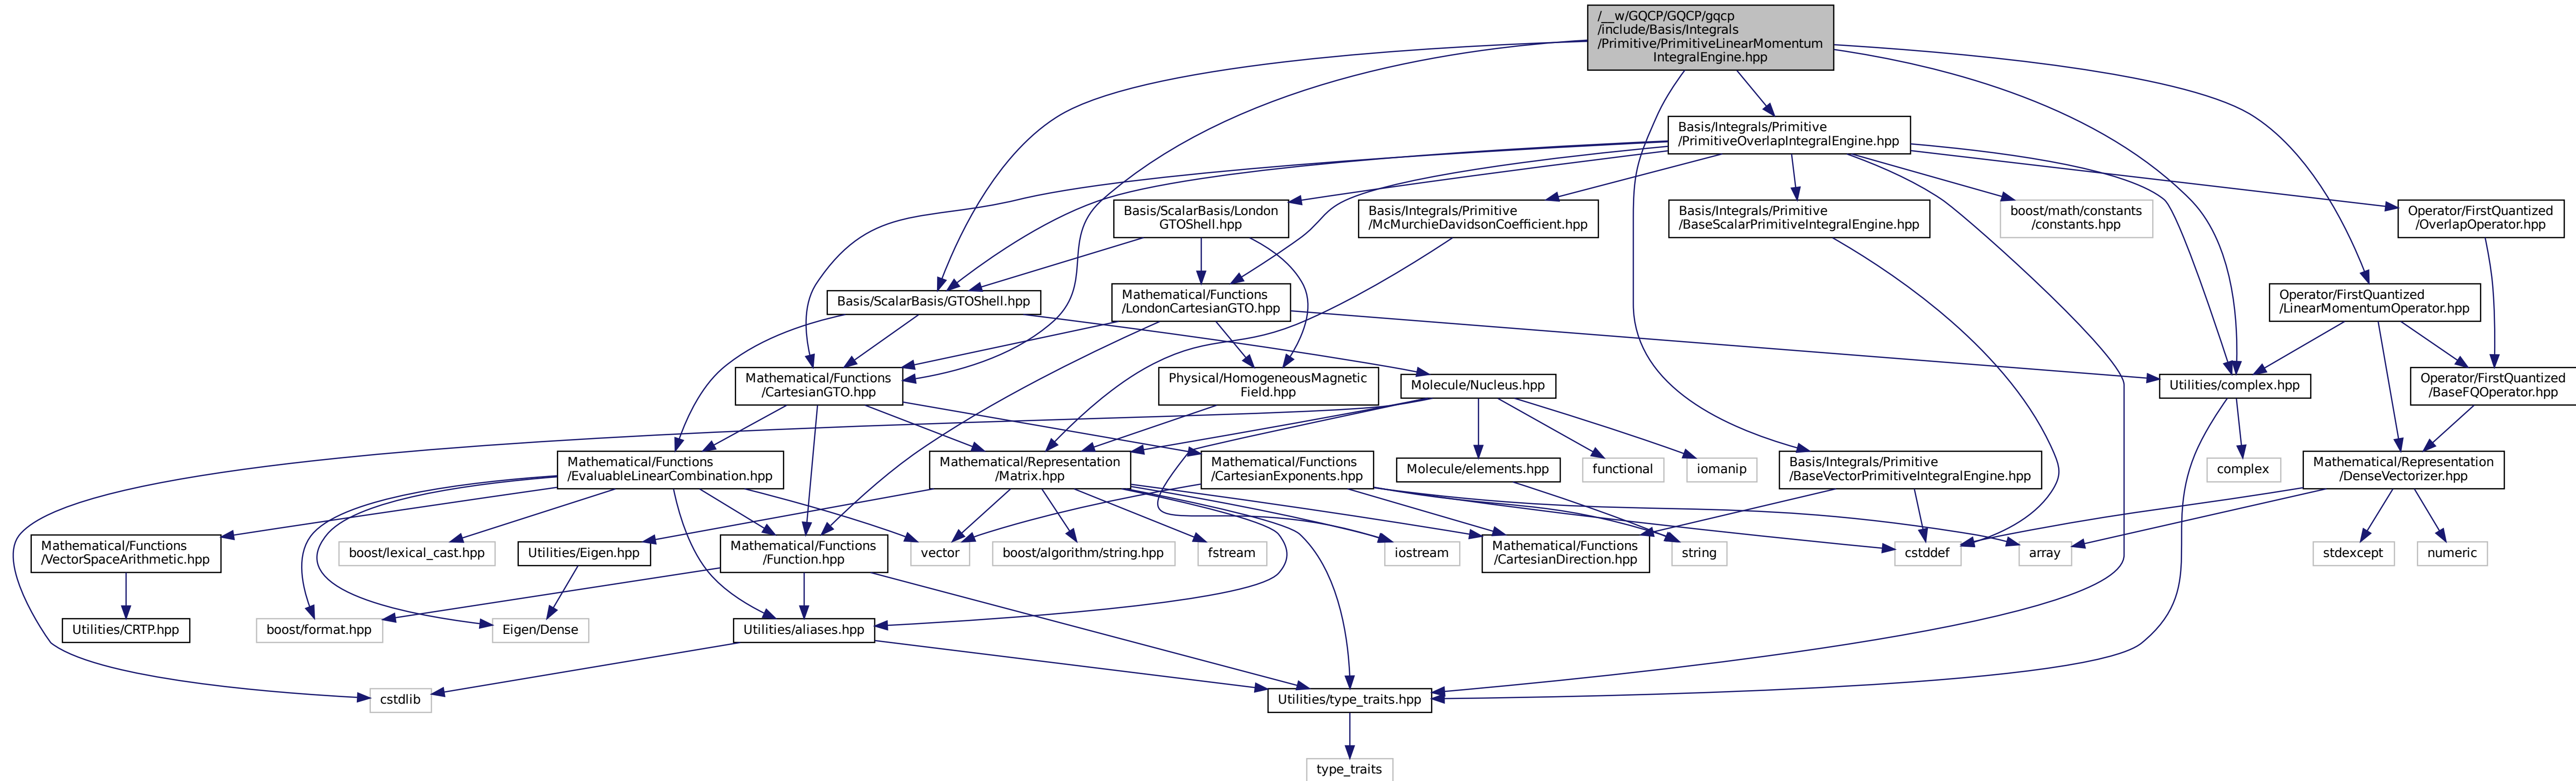 /__w/GQCP/GQCP/gqcp
/include/Basis/Integrals
/Primitive/PrimitiveLinearMomentum
IntegralEngine.hpp
Basis/Integrals/Primitive
/PrimitiveOverlapIntegralEngine.hpp
Basis/ScalarBasis/London
GTOShell.hpp
Basis/Integrals/Primitive
/McMurchieDavidsonCoefficient.hpp
Basis/Integrals/Primitive
/BaseScalarPrimitiveIntegralEngine.hpp
boost/math/constants
/constants.hpp
Operator/FirstQuantized
/OverlapOperator.hpp
Basis/ScalarBasis/GTOShell.hpp
Mathematical/Functions
/LondonCartesianGTO.hpp
Operator/FirstQuantized
/LinearMomentumOperator.hpp
Mathematical/Functions
/CartesianGTO.hpp
Physical/HomogeneousMagnetic
Field.hpp
Molecule/Nucleus.hpp
Utilities/complex.hpp
Operator/FirstQuantized
/BaseFQOperator.hpp
Mathematical/Functions
/EvaluableLinearCombination.hpp
Mathematical/Representation
/Matrix.hpp
Mathematical/Functions
/CartesianExponents.hpp
Molecule/elements.hpp
functional
iomanip
Basis/Integrals/Primitive
/BaseVectorPrimitiveIntegralEngine.hpp
complex
Mathematical/Representation
/DenseVectorizer.hpp
Mathematical/Functions
/VectorSpaceArithmetic.hpp
boost/lexical_cast.hpp
Utilities/Eigen.hpp
Mathematical/Functions
/Function.hpp
vector
boost/algorithm/string.hpp
fstream
iostream
Mathematical/Functions
/CartesianDirection.hpp
string
cstddef
array
stdexcept
numeric
Utilities/CRTP.hpp
boost/format.hpp
Eigen/Dense
Utilities/aliases.hpp
cstdlib
Utilities/type_traits.hpp
type_traits